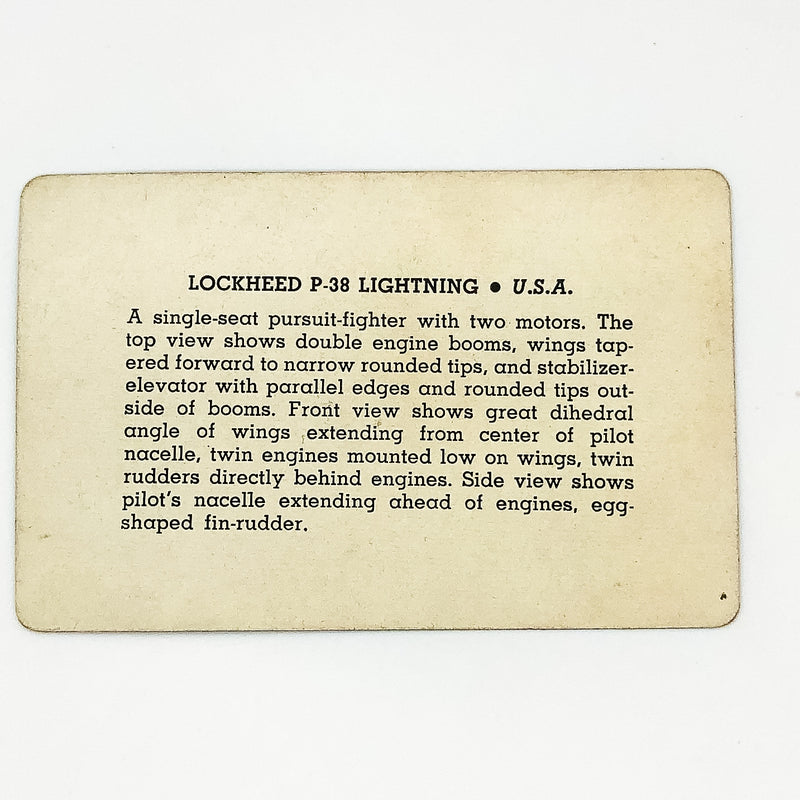 LOCKHEED P-38 LIGHTNING ● U.S.A.
A single-seat pursuit-fighter with two motors. The
top view shows double engine booms, wings tap-
ered forward to narrow rounded tips, and stabilizer-
elevator with parallel edges and rounded tips out-
side of booms. Front view shows great dihedral
angle of wings extending from center of pilot
nacelle, twin engines mounted low on wings, twin
rudders directly behind engines. Side view shows
pilot's nacelle extending ahead of engines, egg-
shaped fin-rudder.